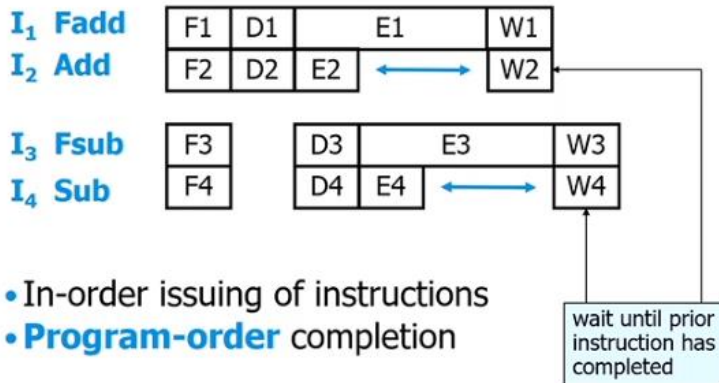 I₁ Fadd F1 D1 E1 W1
I₂ Add F2 D2 E2 W2
I₃ Fsub F3 D3 E3 W3
I₄ Sub F4 D4 E4 W4
• In-order issuing of instructions
• Program-order completion
wait until prior
instruction has
completed